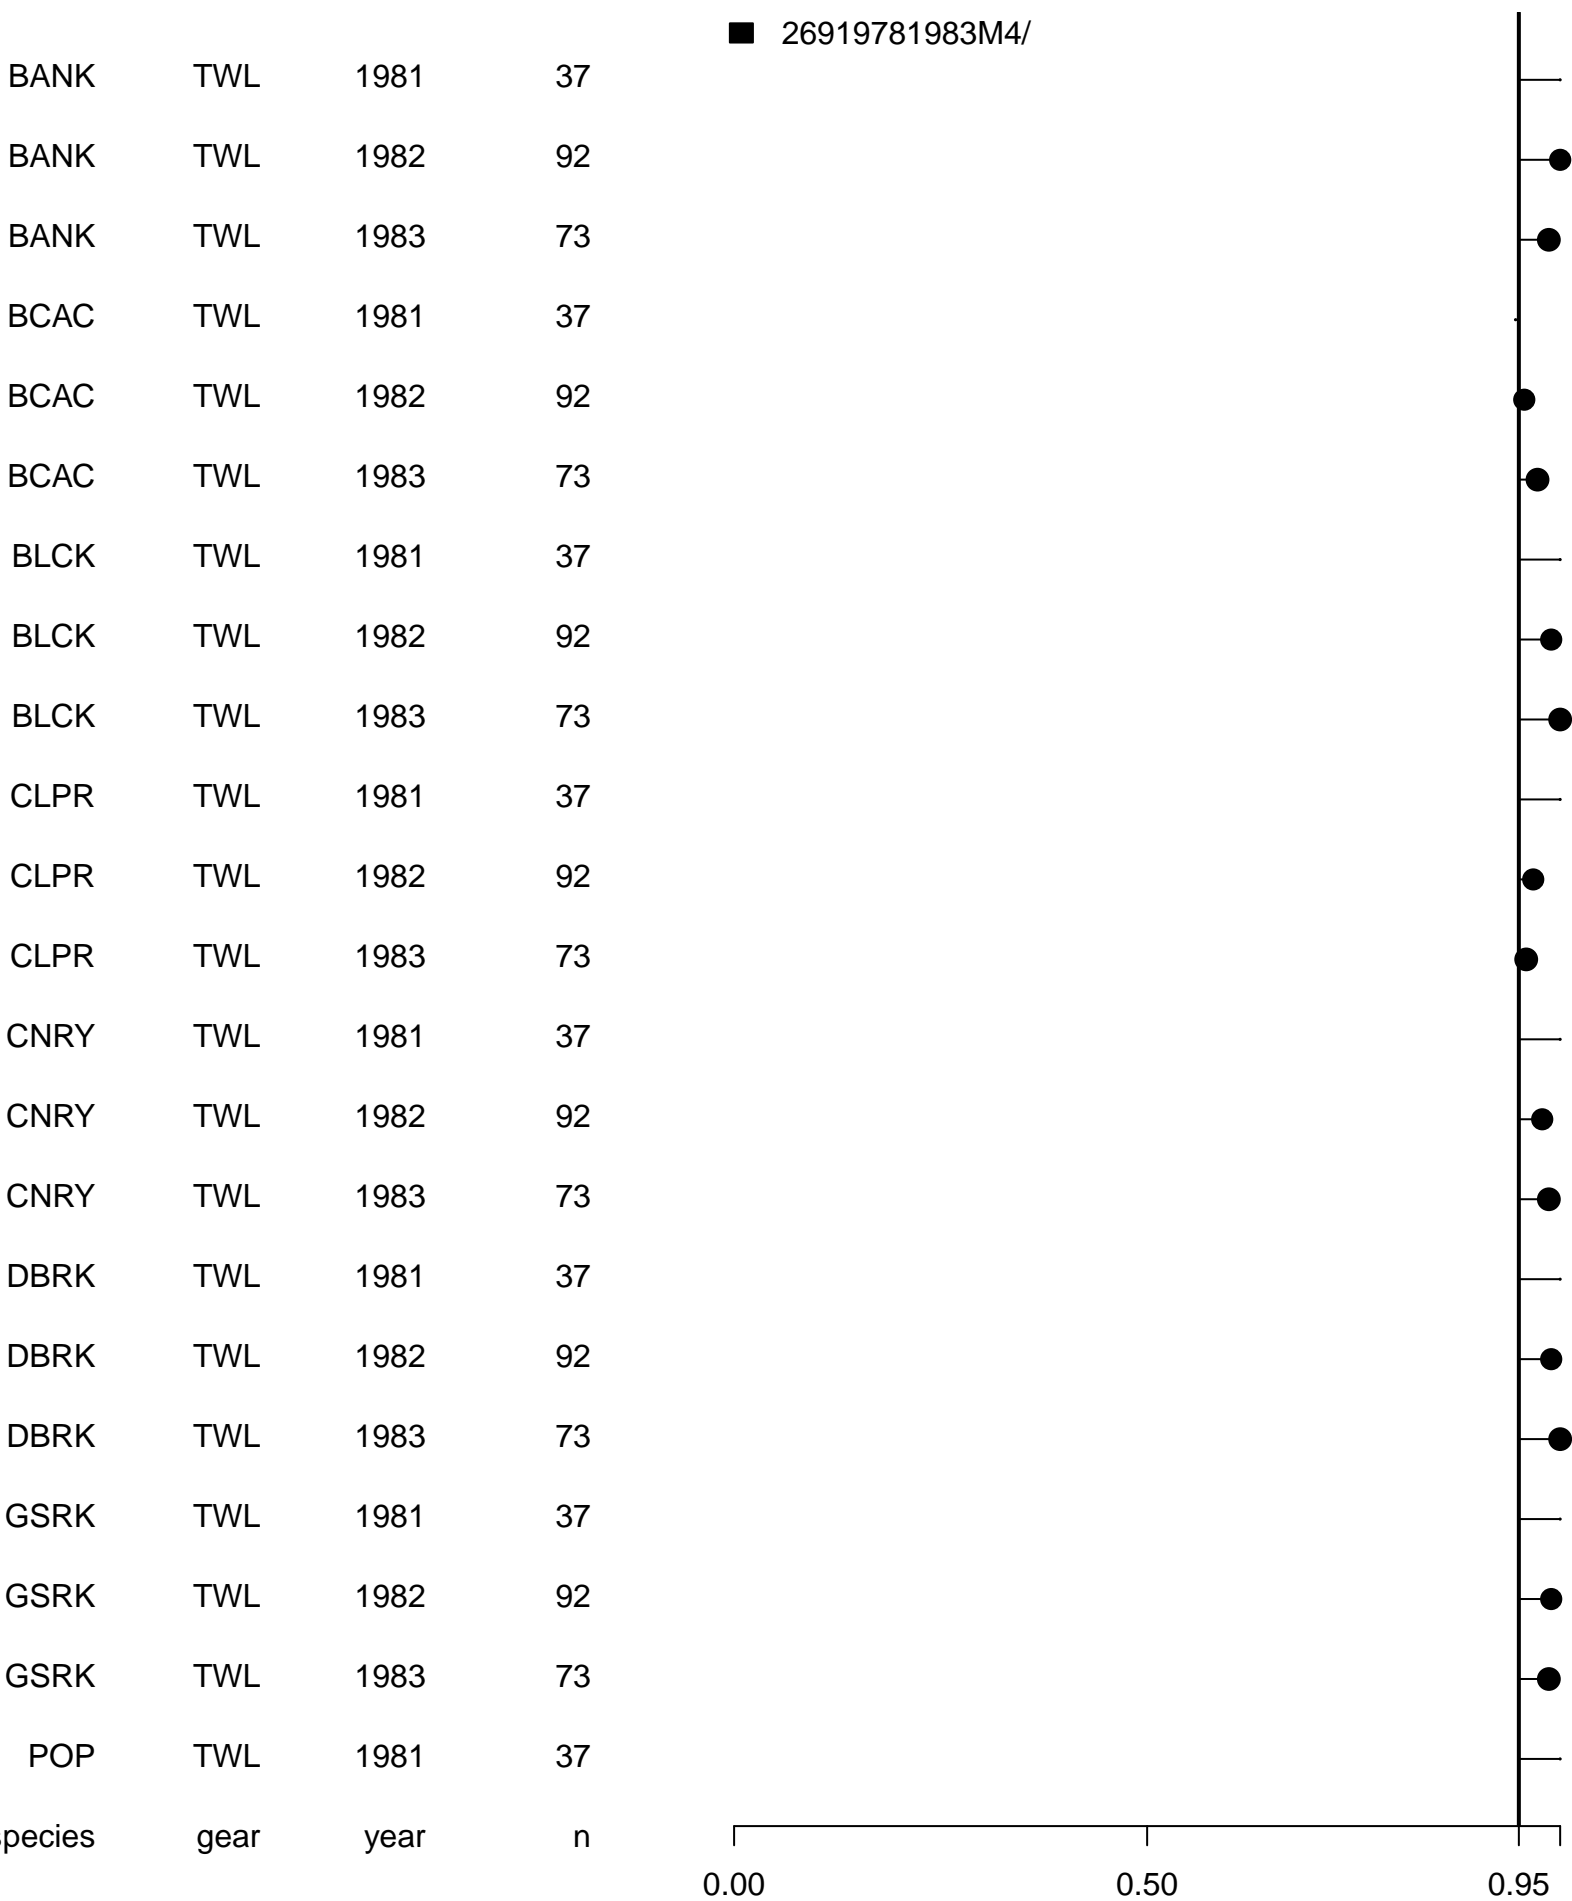 26919781983M4/
BANK TWL 1981 37
BANK TWL 1982 92
BANK TWL 1983 73
BCAC TWL 1981 37
BCAC TWL 1982 92
BCAC TWL 1983 73
BLCK TWL 1981 37
BLCK TWL 1982 92
BLCK TWL 1983 73
CLPR TWL 1981 37
CLPR TWL 1982 92
CLPR TWL 1983 73
CNRY TWL 1981 37
CNRY TWL 1982 92
CNRY TWL 1983 73
DBRK TWL 1981 37
DBRK TWL 1982 92
DBRK TWL 1983 73
GSRK TWL 1981 37
GSRK TWL 1982 92
GSRK TWL 1983 73
POP TWL 1981 37
pecies gear year n
0.00 0.50 0.95